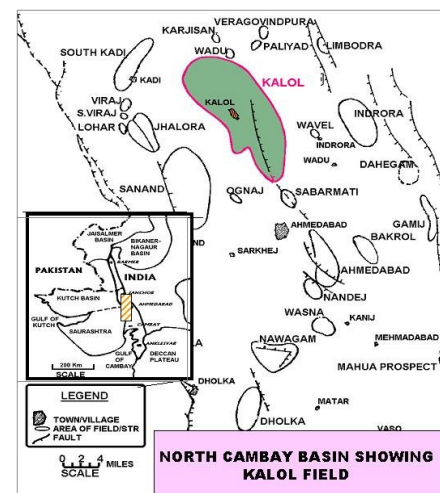 VERAGOVINDPURA
KARJISAN
PALIYAD
LIMBODRA
SOUTH KADI
WADU
KADI
KALOL
KALOL
VIRAJ
S.VIRAJ
LOHAR
JHALORA
WAVEL
INDRORA
INDRORA
WADU
DAHEGAM
SANAND
OGNAJ
SABARMATI
AHMEDABAD
GAMIJ
SARKHEJ
BAKROL
AHMEDABAD
NANDEJ
WASNA
KANIJ
NAWAGAM
MEHMADABAD
MAHUA PROSPECT
DHOLKA
MATAR
DHOLKA
VASO
ND
LA
JAISALMER
BASIN
BIKANER-
NAGAUR BASIN
PAKISTAN
INDIA
BARMER
SANCHOR
KUTCH BASIN
AHMEDABAD
GULF OF
KUTCH
SAURASHTRA
CAMBAY
ANKLESVAR
GULF
OF
CAMBAY
DECCAN
PLATEAU
200 Km
SCALE
LEGEND
TOWN/VILLAGE
AREA OF FIELD/STR
FAULT
0 2 4 MILES
SCALE
NORTH CAMBAY BASIN SHOWING
KALOL FIELD